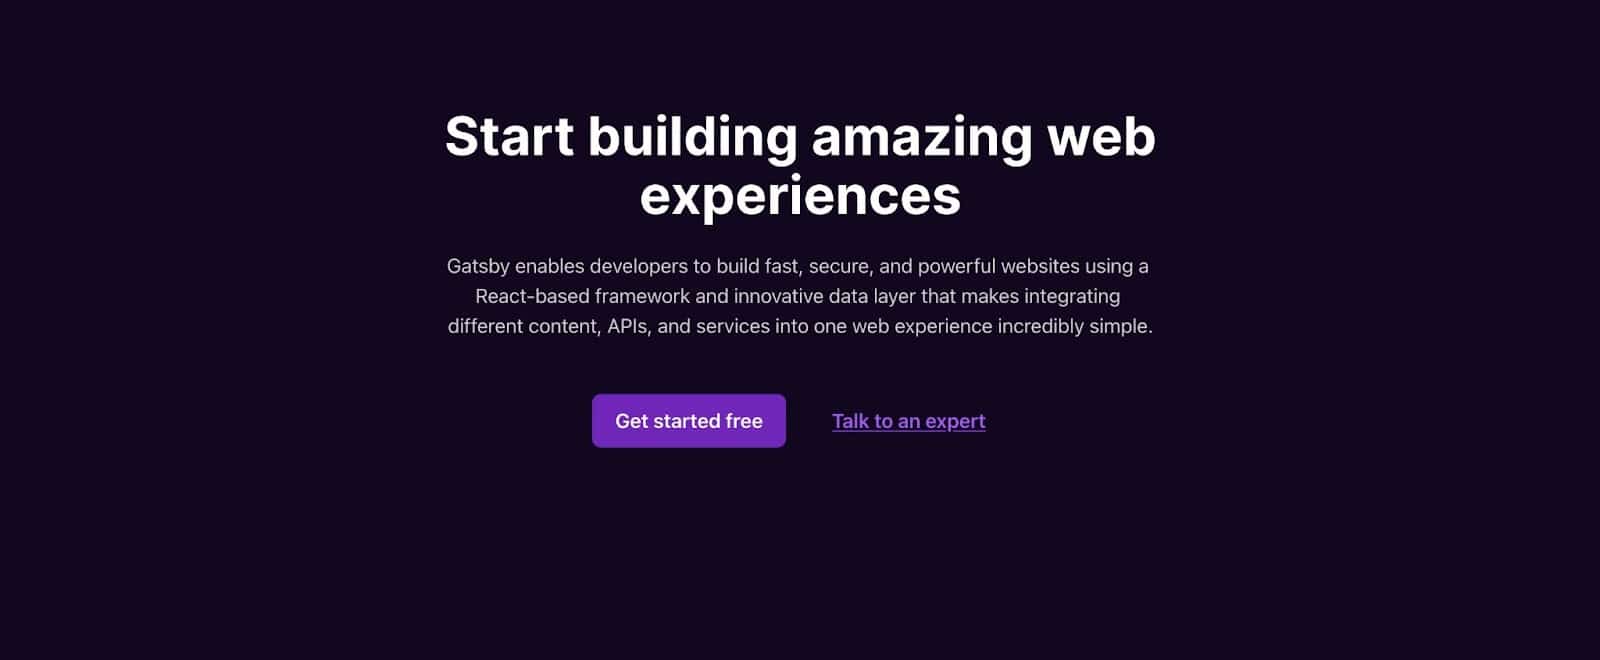 Start building amazing web
experiences
Gatsby enables developers to build fast, secure, and powerful websites using a
React-based framework and innovative data layer that makes integrating
different content, APIs, and services into one web experience incredibly simple.
Get started free
Talk to an expert